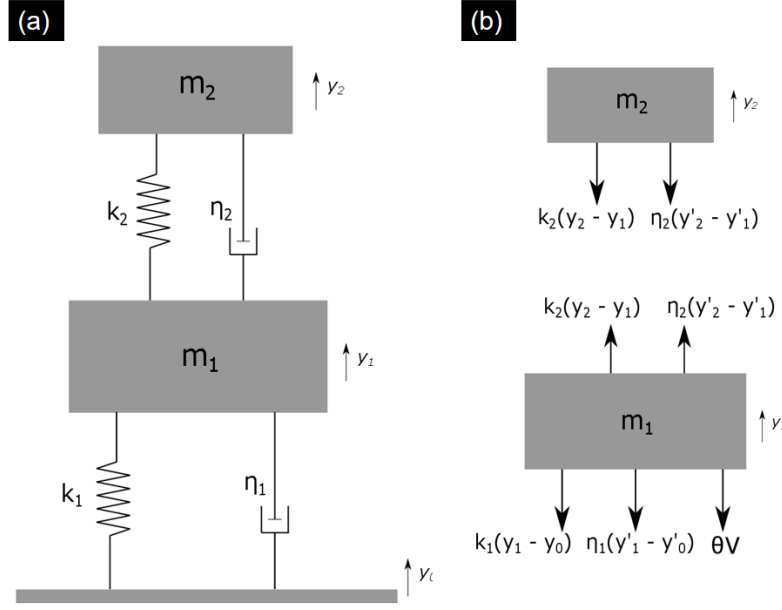 (a)
m₂
y₂
k₂
η₂
m₁
y₁
k₁
η₁
y₀
(b)
m₂
y₂
k₂(y₂ - y₁) η₂(y'₂ - y'₁)
k₂(y₂ - y₁) η₂(y'₂ - y'₁)
m₁
y
k₁(y₁ - y₀) η₁(y'₁ - y'₀) θV